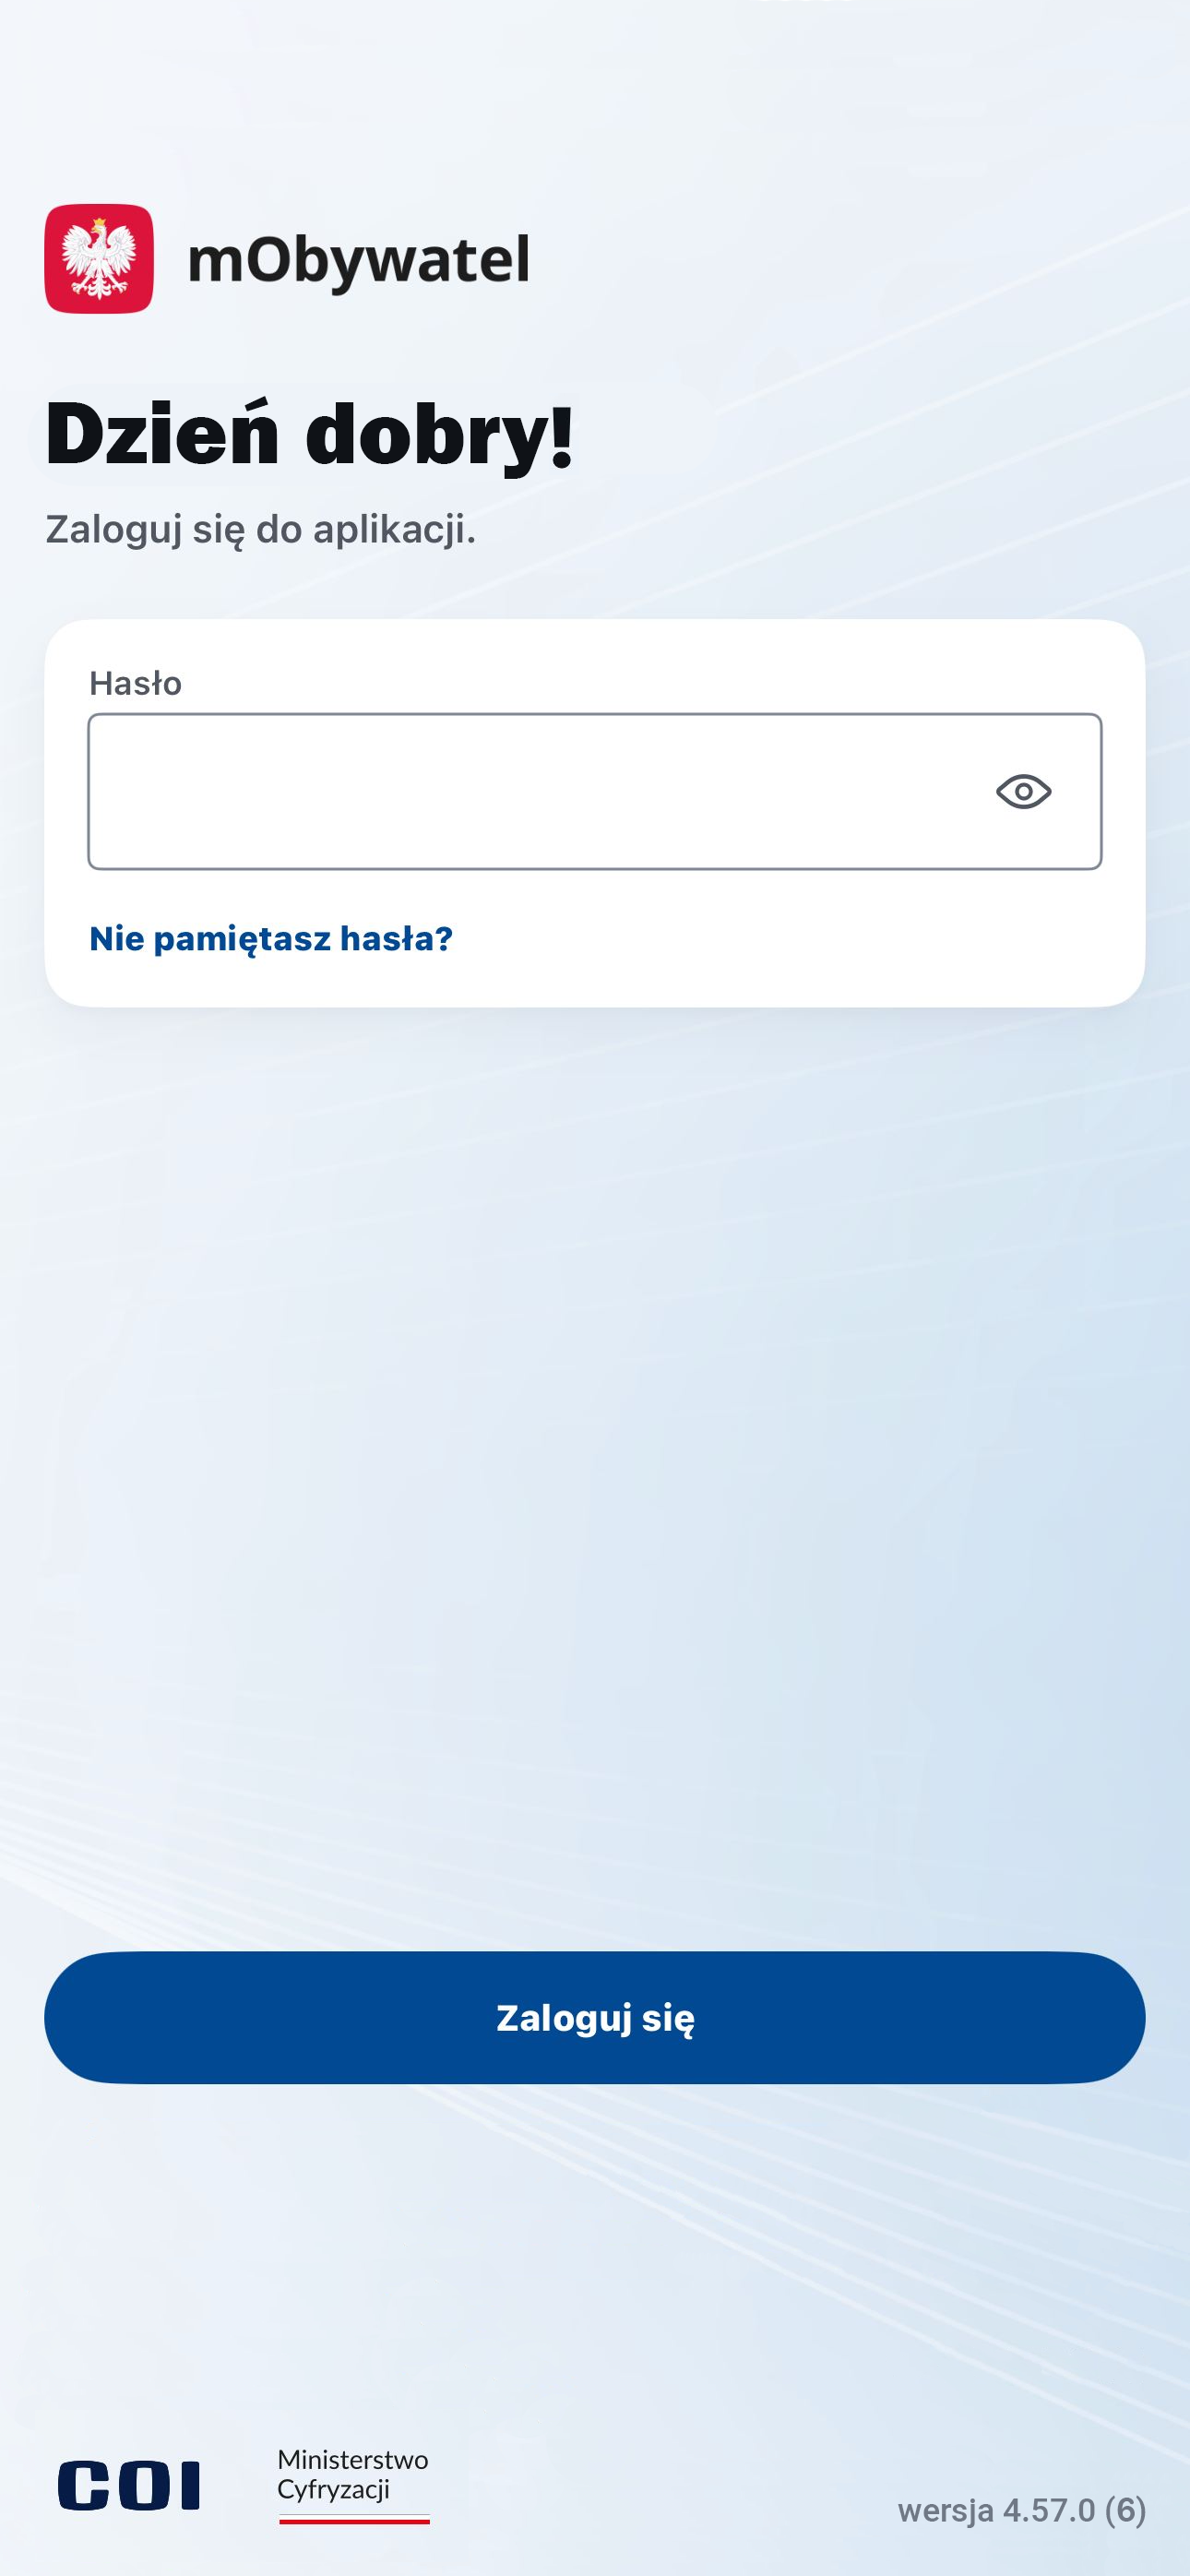 mObywatel
Dzień dobry!
Zaloguj się do aplikacji.
Hasło
Nie pamiętasz hasła?
Zaloguj się
COI
Ministerstwo
Cyfryzacji
wersja 4.57.0 (6)